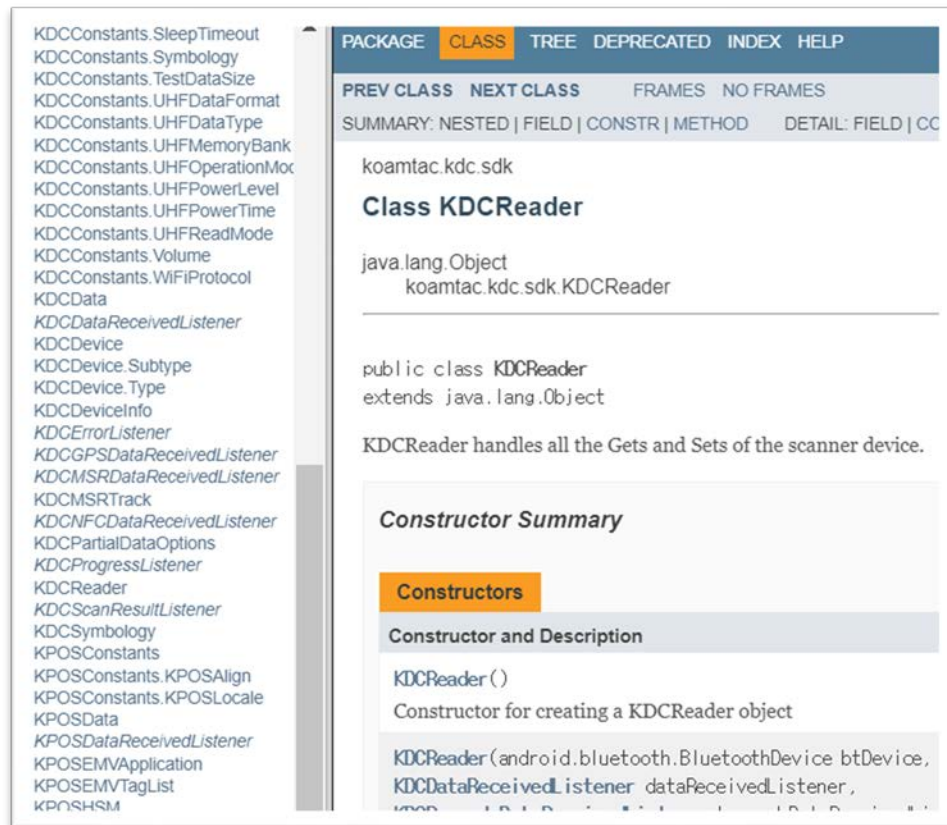 KDCConstants.SleepTimeout
KDCConstants.Symbology
KDCConstants.TestDataSize
KDCConstants.UHFDataFormat
KDCConstants.UHFDataType
KDCConstants.UHFMemoryBank
KDCConstants.UHFOperationMod
KDCConstants.UHFPowerLevel
KDCConstants.UHFPowerTime
KDCConstants.UHFReadMode
KDCConstants.Volume
KDCConstants.WiFiProtocol
KDCData
KDCDataReceivedListener
KDCDevice
KDCDevice.Subtype
KDCDevice.Type
KDCDeviceInfo
KDCErrorListener
KDCGPSDataReceivedListener
KDCMSRDataReceivedListener
KDCMSRTrack
KDCNFCDataReceivedListener
KDCPartialDataOptions
KDCProgressListener
KDCReader
KDCScanResultListener
KDCSymbology
KPOSConstants
KPOSConstants.KPOSAlign
KPOSConstants.KPOSLocale
KPOSData
KPOSDataReceivedListener
KPOSEMVApplication
KPOSEMVTagList
KPOSHSM
PACKAGE CLASS TREE DEPRECATED INDEX HELP
PREV CLASS NEXT CLASS FRAMES NO FRAMES
SUMMARY: NESTED | FIELD | CONSTR | METHOD DETAIL: FIELD | CO
koamtac.kdc.sdk
Class KDCReader
java.lang.Object
koamtac.kdc.sdk.KDCReader
public class KDCReader
extends java.lang.Object
KDCReader handles all the Gets and Sets of the scanner device.
Constructor Summary
Constructors
Constructor and Description
KDCReader()
Constructor for creating a KDCReader object
KDCReader(android.bluetooth.BluetoothDevice btDevice,
KDCDataReceivedListener dataReceivedListener,